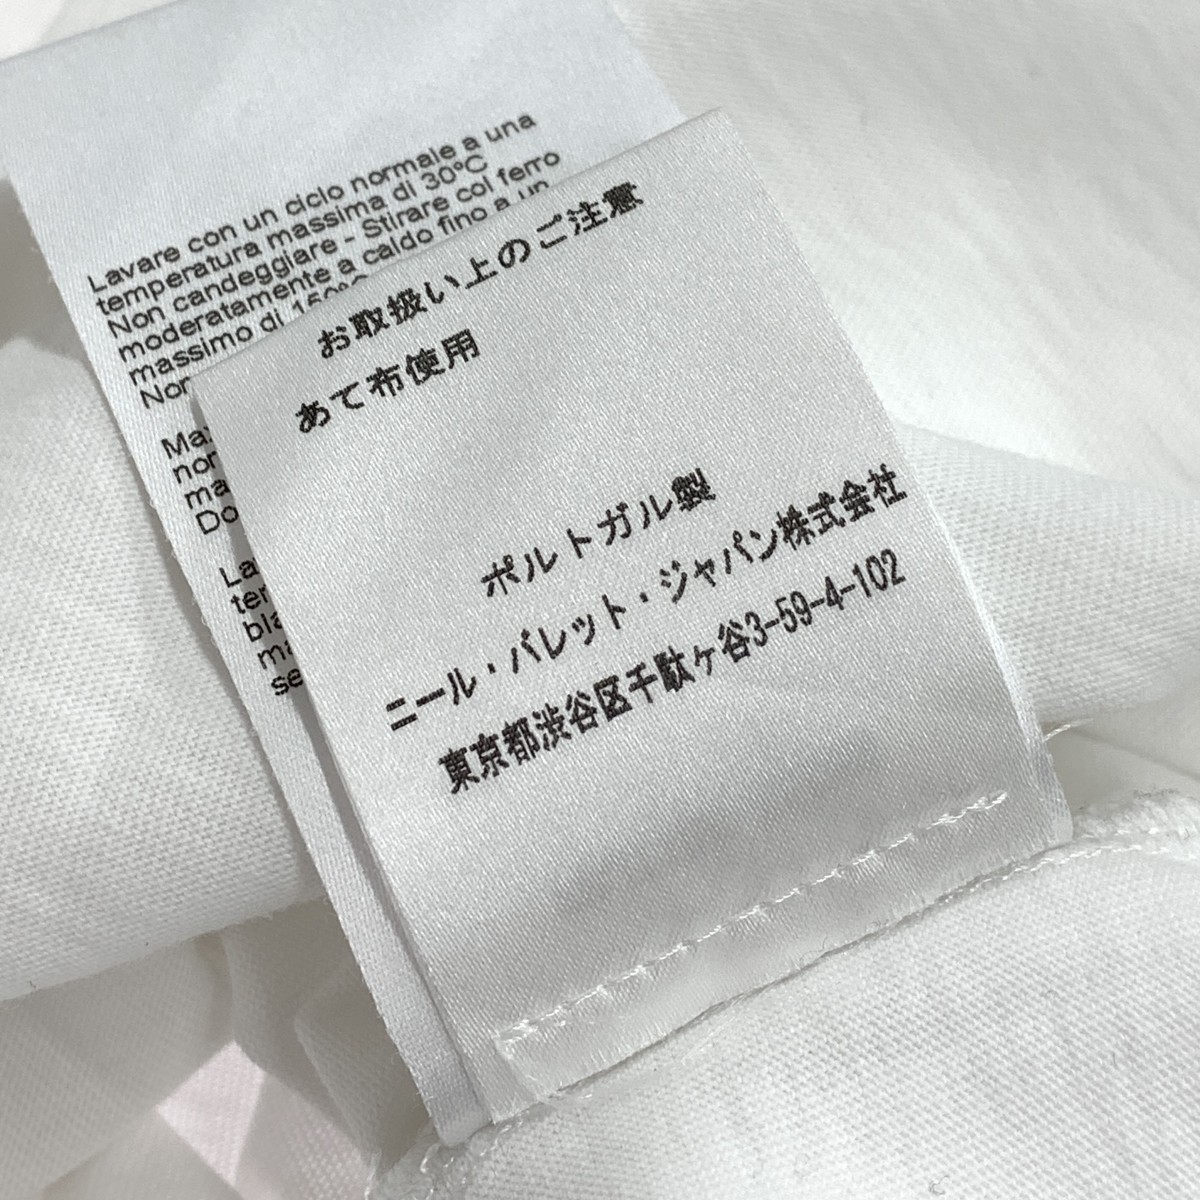 Lavare con un ciclo normale a una
temperatura massima di 30°C
Non candeggiare - Stirare col ferro
moderatamente a caldo fino a un
massimo di 150°C
お取扱い上のご注意
あて布使用
ポルトガル製
ニール・バレット・ジャパン株式会社
東京都渋谷区千駄ヶ谷3-59-4-102